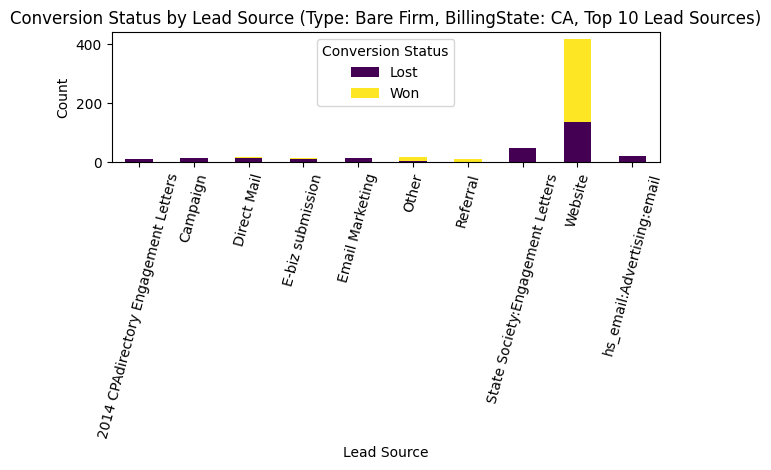 Conversion Status by Lead Source (Type: Bare Firm, BillingState: CA, Top 10 Lead Sources)
Conversion Status
Lost
Won
Count
400
200
0
2014 CPAdirectory Engagement Letters
Campaign
Direct Mail
E-biz submission
Email Marketing
Other
Referral
State Society:Engagement Letters
Website
hs_email:Advertising:email
Lead Source